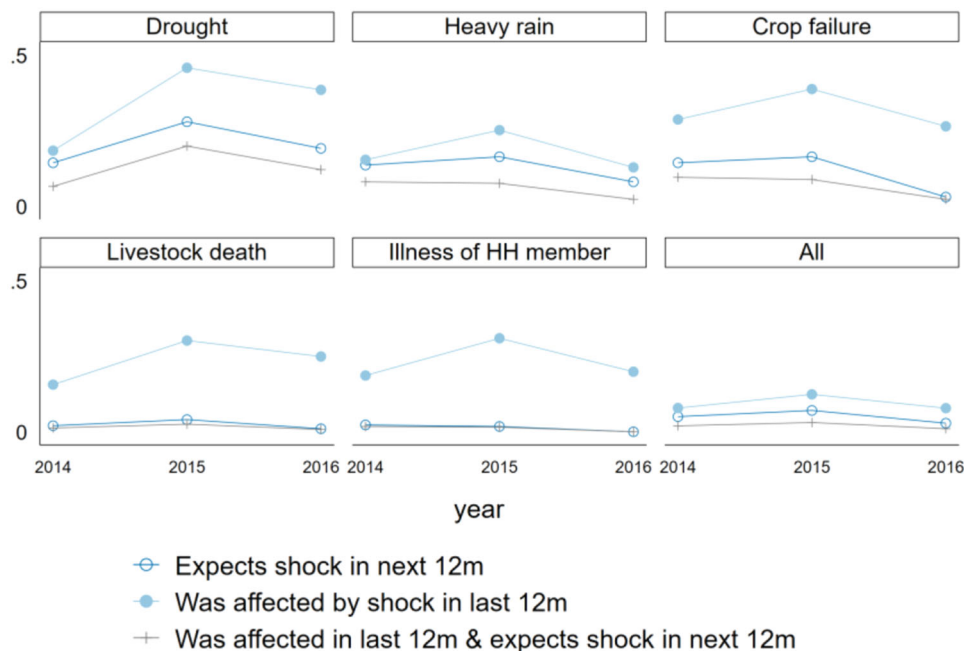 Drought Heavy rain Crop failure
.5
0
Livestock death Illness of HH member All
.5
0
2014 2015 2016 2014 2015 2016 2014 2015 2016
year
Expects shock in next 12m
Was affected by shock in last 12m
Was affected in last 12m & expects shock in next 12m